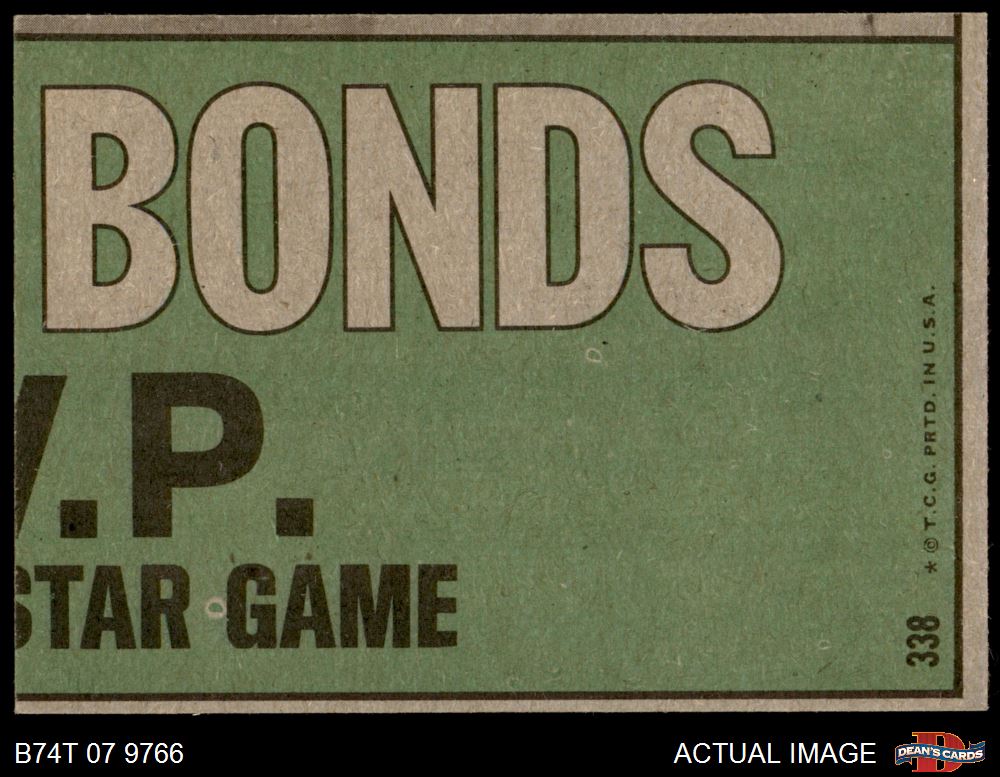 BONDS
V.P.
STAR GAME
* © T.C.G. PRTD. IN U.S.A.
338
B74T 07 9766
ACTUAL IMAGE
D
DEAN'S CARDS